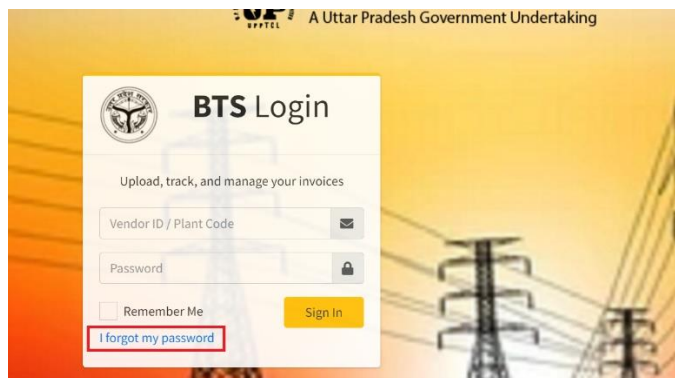 UPPTCL
A Uttar Pradesh Government Undertaking
BTS Login
Upload, track, and manage your invoices
Vendor ID / Plant Code
Password
Remember Me
Sign In
I forgot my password